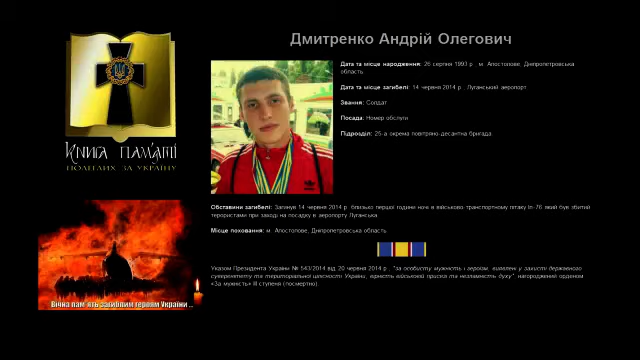 Дмитренко Андрій Олегович
Дата та місце народження: 26 серпня 1993 р., м. Апостолове, Дніпропетровська
область.
Дата та місце загибелі: 14 червня 2014 р., Луганський аеропорт.
Звання: Солдат
Посада: Номер обслуги
Підрозділ: 25-а окрема повітряно-десантна бригада.
Книга пам'яті
полеглих за Україну
adidas
Обставини загибелі: Загинув 14 червня 2014 р. близько першої години ночі в військово-транспортному літаку Іл-76 який був збитий
терористами при заході на посадку в аеропорту Луганська.
Місце поховання: м. Апостолове, Дніпропетровська область.
Указом Президента України № 543/2014 від 20 червня 2014 р., "за особисту мужність і героїзм, виявлені у захисті державного
суверенітету та територіальної цілісності України, вірність військовій присязі та незламність духу", нагороджений орденом
«За мужність» III ступеня (посмертно).
Вічна пам'ять загиблим героям України ...